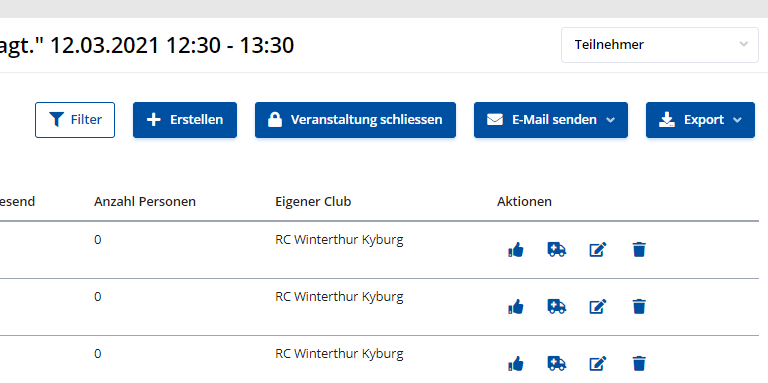 agt." 12.03.2021 12:30 - 13:30
Teilnehmer
Filter
Erstellen
Veranstaltung schliessen
E-Mail senden
Export
esend Anzahl Personen Eigener Club Aktionen
0 RC Winterthur Kyburg
0 RC Winterthur Kyburg
0 RC Winterthur Kyburg